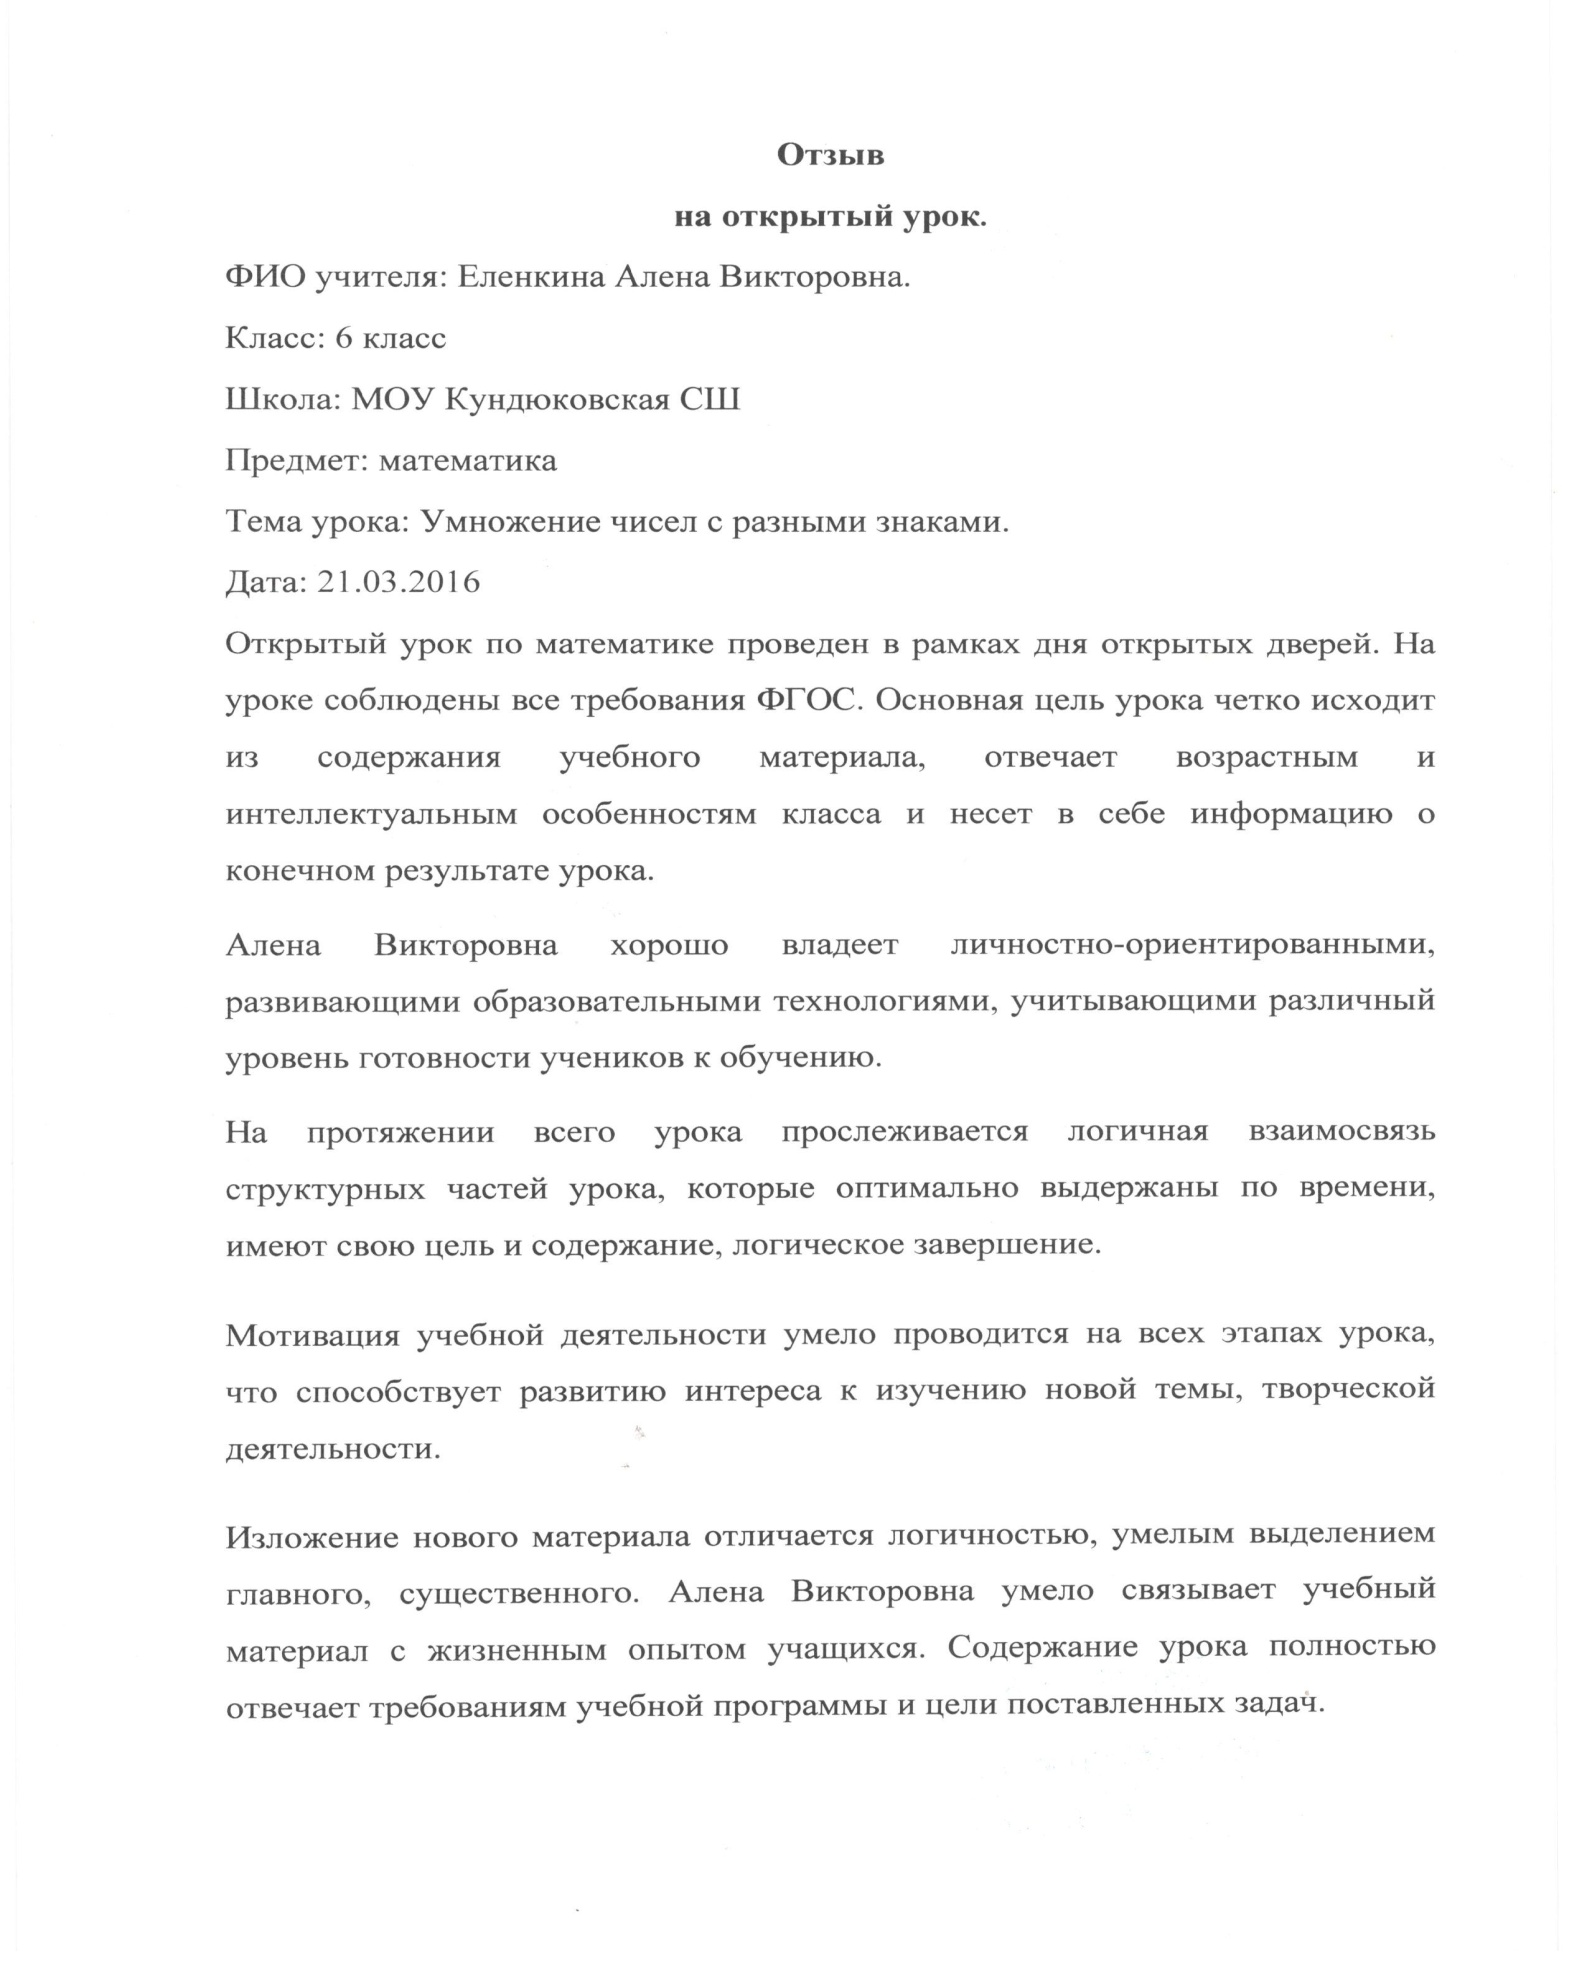 Отзыв
на открытый урок.
ФИО учителя: Еленкина Алена Викторовна.
Класс: 6 класс
Школа: МОУ Кундюковская СШ
Предмет: математика
Тема урока: Умножение чисел с разными знаками.
Дата: 21.03.2016
Открытый урок по математике проведен в рамках дня открытых дверей. На
уроке соблюдены все требования ФГОС. Основная цель урока четко исходит
из содержания учебного материала, отвечает возрастным и
интеллектуальным особенностям класса и несет в себе информацию о
конечном результате урока.
Алена Викторовна хорошо владеет личностно-ориентированными,
развивающими образовательными технологиями, учитывающими различный
уровень готовности учеников к обучению.
На протяжении всего урока прослеживается логичная взаимосвязь
структурных частей урока, которые оптимально выдержаны по времени,
имеют свою цель и содержание, логическое завершение.
Мотивация учебной деятельности умело проводится на всех этапах урока,
что способствует развитию интереса к изучению новой темы, творческой
деятельности.
Изложение нового материала отличается логичностью, умелым выделением
главного, существенного. Алена Викторовна умело связывает учебный
материал с жизненным опытом учащихся. Содержание урока полностью
отвечает требованиям учебной программы и цели поставленных задач.